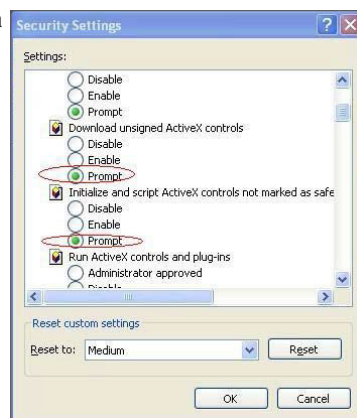 Security Settings
Settings:
Disable
Enable
Prompt
Download unsigned ActiveX controls
Disable
Enable
Prompt
Initialize and script ActiveX controls not marked as safe
Disable
Enable
Prompt
Run ActiveX controls and plug-ins
Administrator approved
Disable
Reset custom settings
Reset to: Medium Reset
OK Cancel